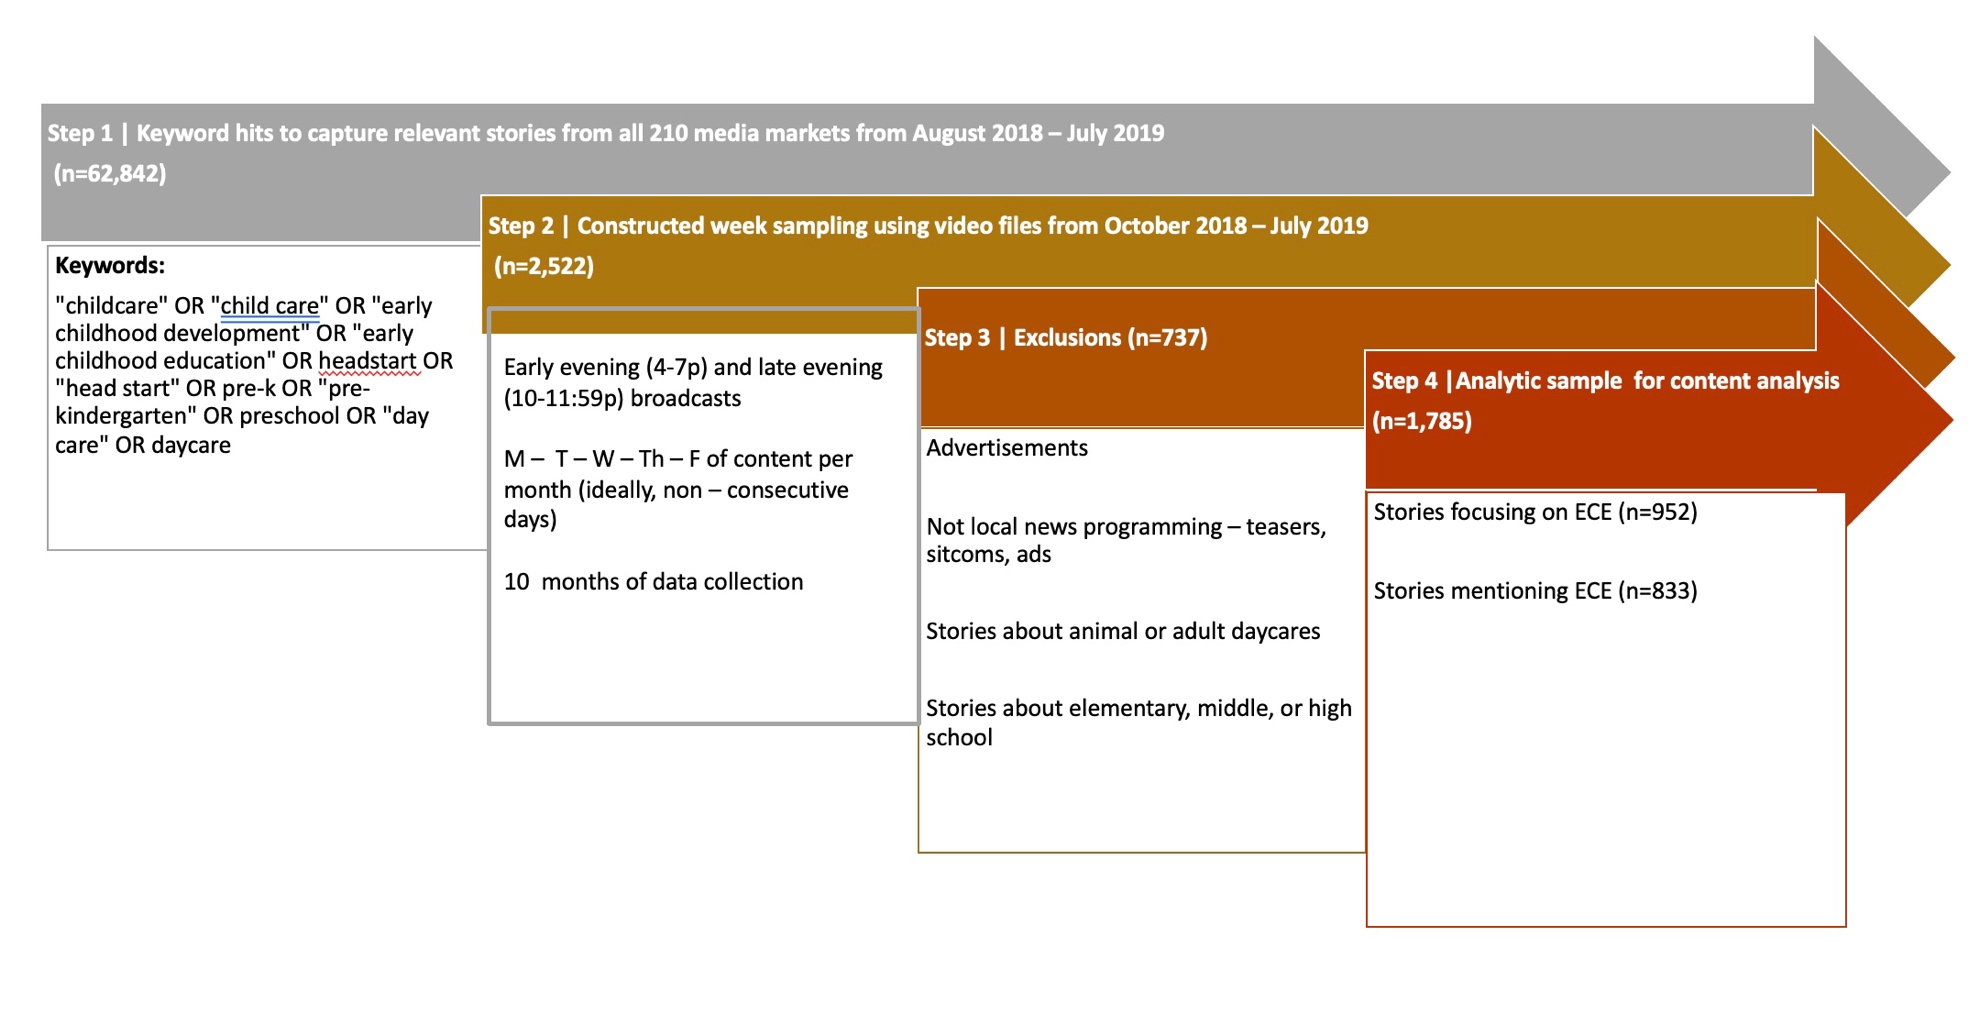 Step 1 | Keyword hits to capture relevant stories from all 210 media markets from August 2018 – July 2019
(n=62,842)
Keywords:
"childcare" OR "child care" OR "early
childhood development" OR "early
childhood education" OR headstart OR
"head start" OR pre-k OR "pre-
kindergarten" OR preschool OR "day
care" OR daycare
Step 2 | Constructed week sampling using video files from October 2018 – July 2019
(n=2,522)
Early evening (4-7p) and late evening
(10-11:59p) broadcasts
M – T – W – Th – F of content per
month (ideally, non – consecutive
days)
10 months of data collection
Step 3 | Exclusions (n=737)
Advertisements
Not local news programming – teasers,
sitcoms, ads
Stories about animal or adult daycares
Stories about elementary, middle, or high
school
Step 4 |Analytic sample for content analysis
(n=1,785)
Stories focusing on ECE (n=952)
Stories mentioning ECE (n=833)